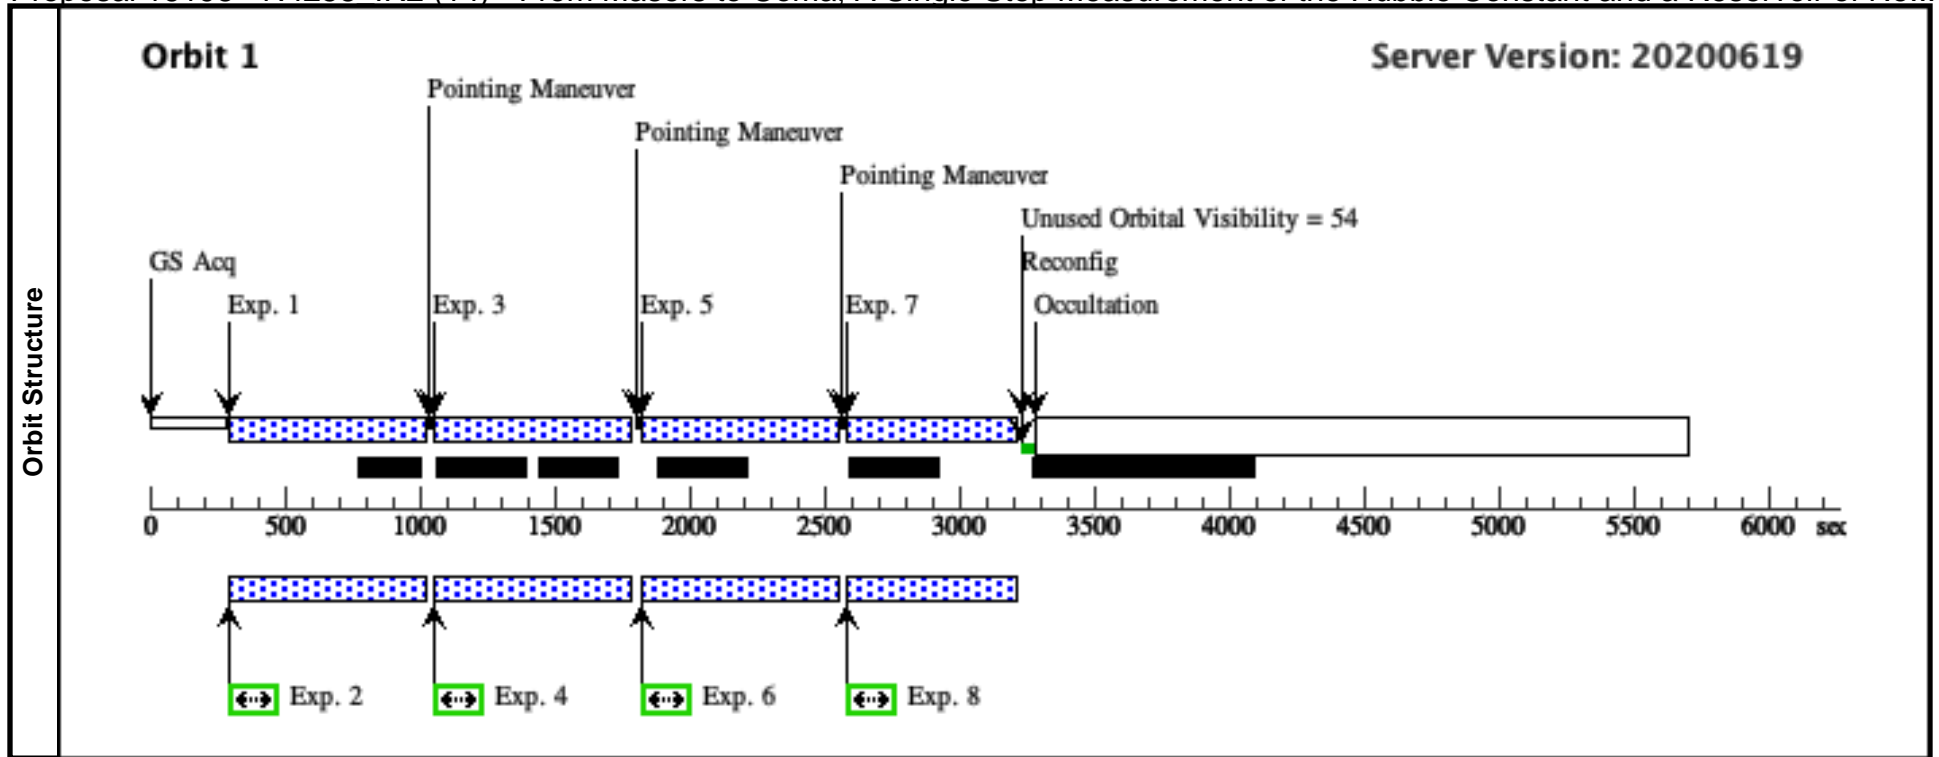 Orbit 1
Server Version: 20200619
Pointing Maneuver
Pointing Maneuver
Pointing Maneuver
Unused Orbital Visibility = 54
GS Acq
Reconfig
Exp. 1
Exp. 3
Exp. 5
Exp. 7
Occultation
Orbit Structure
0 500 1000 1500 2000 2500 3000 3500 4000 4500 5000 5500 6000 sec
Exp. 2
Exp. 4
Exp. 6
Exp. 8